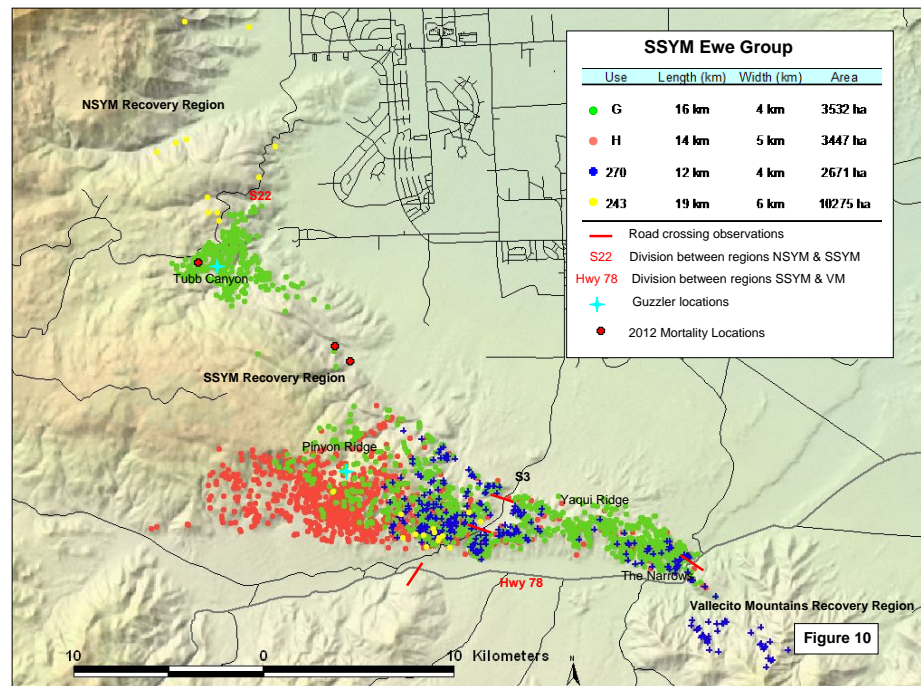 SSYM Ewe Group
Use Length (km) Width (km) Area
G 16 km 4 km 3532 ha
H 14 km 5 km 3447 ha
270 12 km 4 km 2671 ha
243 19 km 6 km 10275 ha
Road crossing observations
S22 Division between regions NSYM & SSYM
Hwy 78 Division between regions SSYM & VM
Guzzler locations
2012 Mortality Locations
NSYM Recovery Region
S22
Tubb Canyon
SSYM Recovery Region
Pinyon Ridge
S3
Yaqui Ridge
The Narrows
Hwy 78
Vallecito Mountains Recovery Region
Figure 10
10 0 10 Kilometers
N